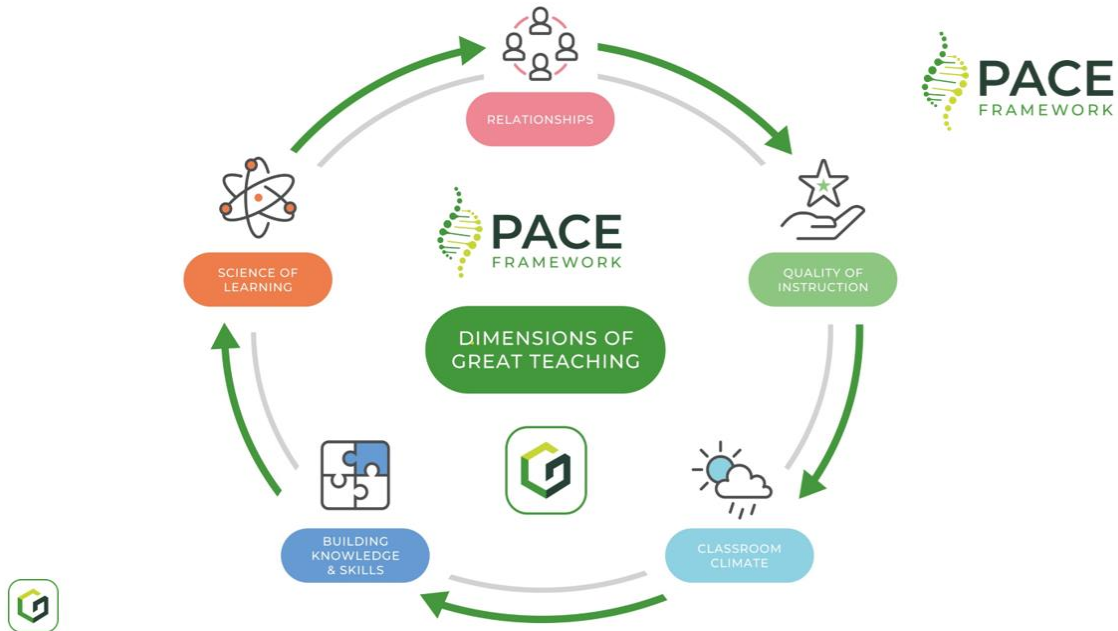 RELATIONSHIPS
PACE
FRAMEWORK
SCIENCE OF
LEARNING
PACE
FRAMEWORK
QUALITY OF
INSTRUCTION
DIMENSIONS OF
GREAT TEACHING
BUILDING
KNOWLEDGE
& SKILLS
CLASSROOM
CLIMATE